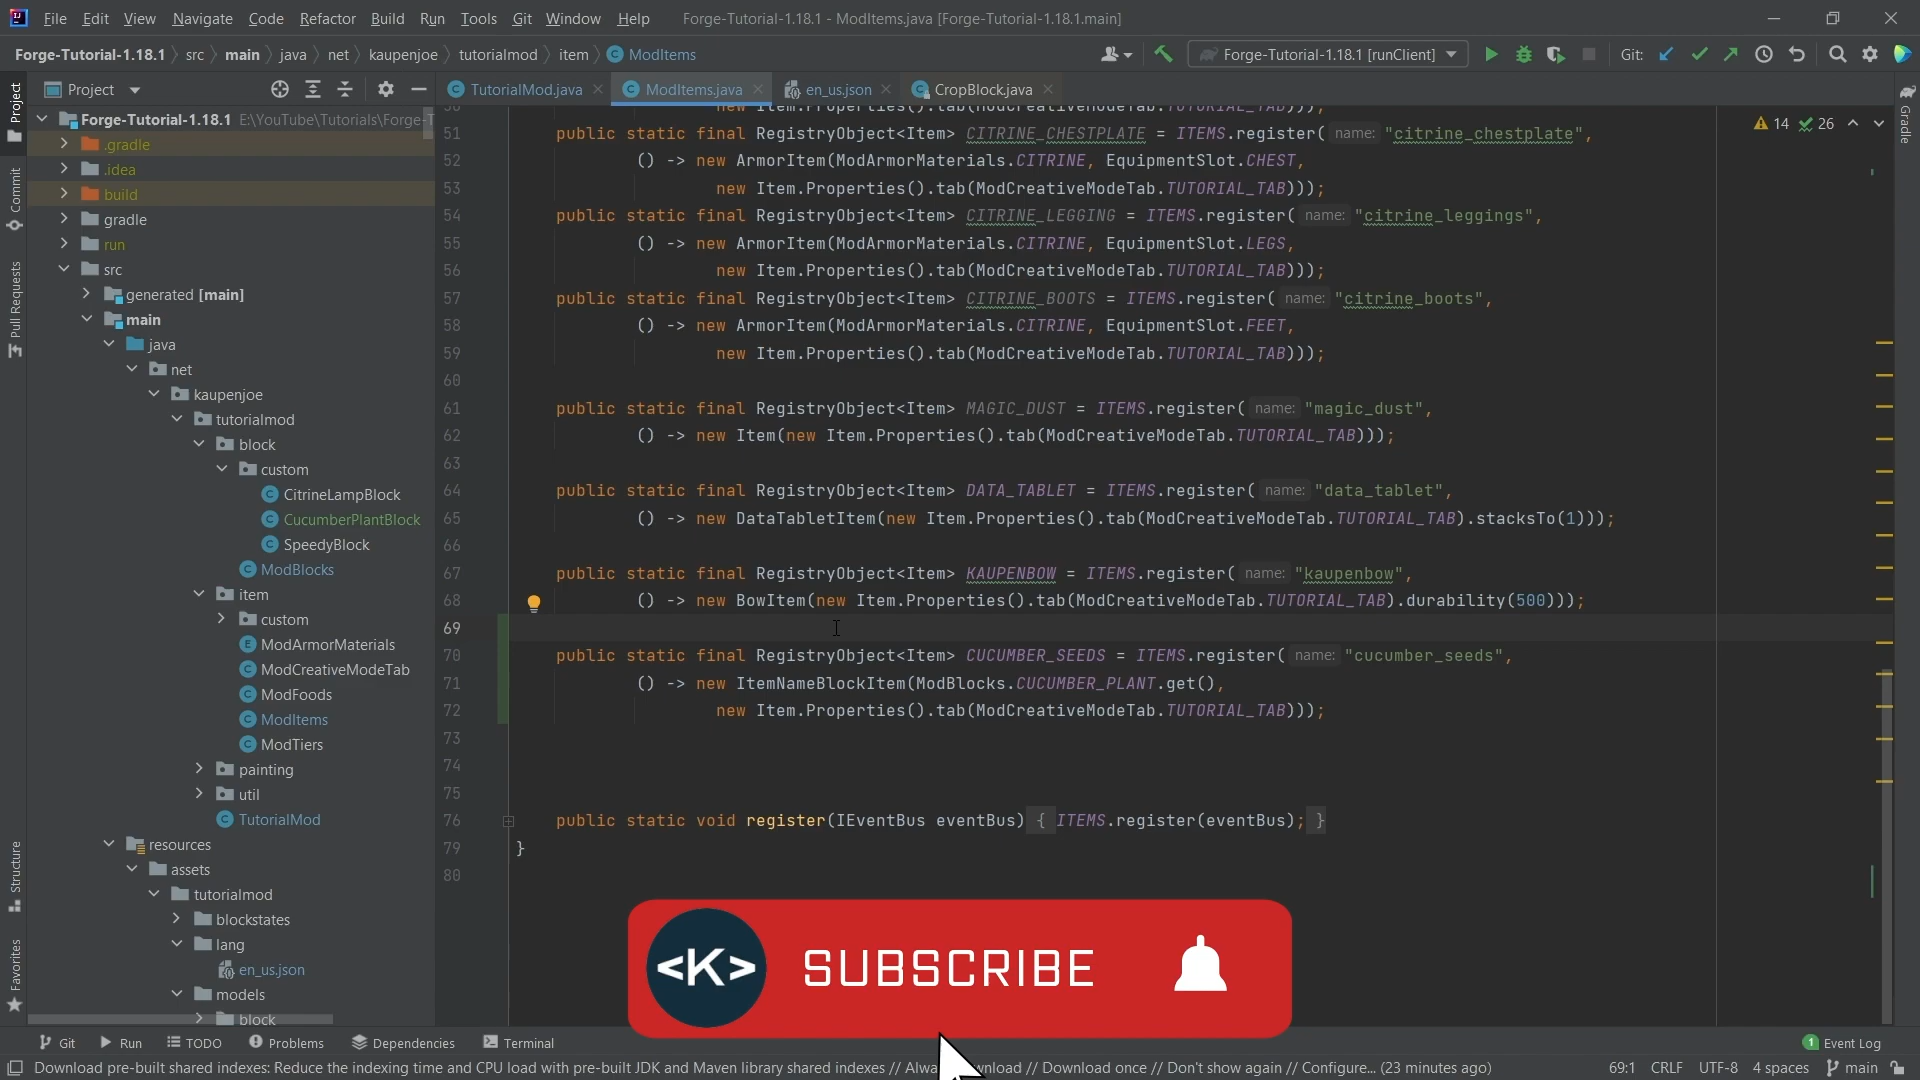 File Edit View Navigate Code Refactor Build Run Tools Git Window Help Forge-Tutorial-1.18.1 - ModItems.java [Forge-Tutorial-1.18.1.main]
Forge-Tutorial-1.18.1 src main java net kaupenjoe tutorialmod item ModItems Forge-Tutorial-1.18.1 [runClient] Git:
Project TutorialMod.java ModItems.java en_us.json CropBlock.java
Project
Commit
Pull Requests
Structure
Favorites
Gradle
Forge-Tutorial-1.18.1 E:\YouTube\Tutorials\Forge-T
.gradle
.idea
build
gradle
run
src
generated [main]
main
java
net
kaupenjoe
tutorialmod
block
custom
CitrineLampBlock
CucumberPlantBlock
SpeedyBlock
ModBlocks
item
custom
ModArmorMaterials
ModCreativeModeTab
ModFoods
ModItems
ModTiers
painting
util
TutorialMod
resources
assets
tutorialmod
blockstates
lang
en_us.json
models
block
14 26
50 new Item.Properties().tab(ModCreativeModeTab.TUTORIAL_TAB)));
51 public static final RegistryObject<Item> CITRINE_CHESTPLATE = ITEMS.register( name: "citrine_chestplate",
52 () -> new ArmorItem(ModArmorMaterials.CITRINE, EquipmentSlot.CHEST,
53 new Item.Properties().tab(ModCreativeModeTab.TUTORIAL_TAB)));
54 public static final RegistryObject<Item> CITRINE_LEGGING = ITEMS.register( name: "citrine_leggings",
55 () -> new ArmorItem(ModArmorMaterials.CITRINE, EquipmentSlot.LEGS,
56 new Item.Properties().tab(ModCreativeModeTab.TUTORIAL_TAB)));
57 public static final RegistryObject<Item> CITRINE_BOOTS = ITEMS.register( name: "citrine_boots",
58 () -> new ArmorItem(ModArmorMaterials.CITRINE, EquipmentSlot.FEET,
59 new Item.Properties().tab(ModCreativeModeTab.TUTORIAL_TAB)));
60
61 public static final RegistryObject<Item> MAGIC_DUST = ITEMS.register( name: "magic_dust",
62 () -> new Item(new Item.Properties().tab(ModCreativeModeTab.TUTORIAL_TAB)));
63
64 public static final RegistryObject<Item> DATA_TABLET = ITEMS.register( name: "data_tablet",
65 () -> new DataTabletItem(new Item.Properties().tab(ModCreativeModeTab.TUTORIAL_TAB).stacksTo(1)));
66
67 public static final RegistryObject<Item> KAUPENBOW = ITEMS.register( name: "kaupenbow",
68 () -> new BowItem(new Item.Properties().tab(ModCreativeModeTab.TUTORIAL_TAB).durability(500)));
69
70 public static final RegistryObject<Item> CUCUMBER_SEEDS = ITEMS.register( name: "cucumber_seeds",
71 () -> new ItemNameBlockItem(ModBlocks.CUCUMBER_PLANT.get(),
72 new Item.Properties().tab(ModCreativeModeTab.TUTORIAL_TAB)));
73
74
75
76 public static void register(IEventBus eventBus) { ITEMS.register(eventBus); }
79 }
80
<K> SUBSCRIBE
Git Run TODO Problems Dependencies Terminal 1 Event Log
Download pre-built shared indexes: Reduce the indexing time and CPU load with pre-built JDK and Maven library shared indexes // Alwa wnload // Download once // Don't show again // Configure... (23 minutes ago) 69:1 CRLF UTF-8 4 spaces main